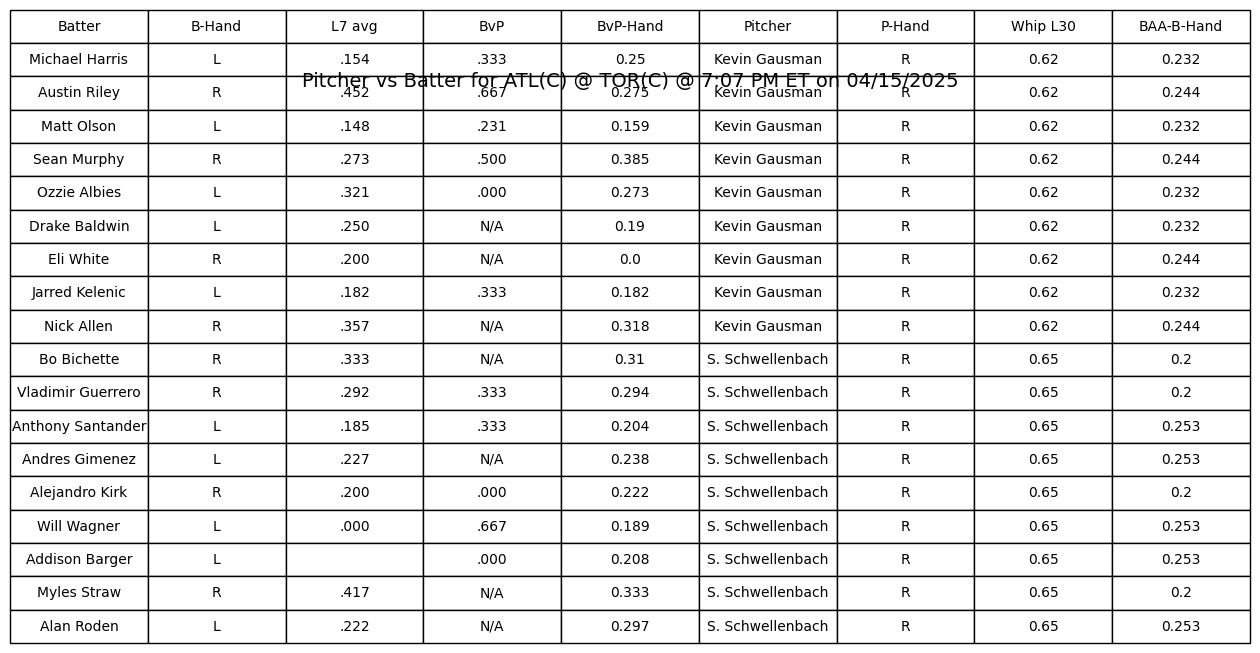 Batter B-Hand L7 avg BvP BvP-Hand Pitcher P-Hand Whip L30 BAA-B-Hand
Michael Harris L .154 .333 0.25 Kevin Gausman R 0.62 0.232
Pitcher vs Batter for ATL(C) @ TOR(C) @ 7:07 PM ET on 04/15/2025
Austin Riley R .452 .667 0.275 Kevin Gausman R 0.62 0.244
Matt Olson L .148 .231 0.159 Kevin Gausman R 0.62 0.232
Sean Murphy R .273 .500 0.385 Kevin Gausman R 0.62 0.244
Ozzie Albies L .321 .000 0.273 Kevin Gausman R 0.62 0.232
Drake Baldwin L .250 N/A 0.19 Kevin Gausman R 0.62 0.232
Eli White R .200 N/A 0.0 Kevin Gausman R 0.62 0.244
Jarred Kelenic L .182 .333 0.182 Kevin Gausman R 0.62 0.232
Nick Allen R .357 N/A 0.318 Kevin Gausman R 0.62 0.244
Bo Bichette R .333 N/A 0.31 S. Schwellenbach R 0.65 0.2
Vladimir Guerrero R .292 .333 0.294 S. Schwellenbach R 0.65 0.2
Anthony Santander L .185 .333 0.204 S. Schwellenbach R 0.65 0.253
Andres Gimenez L .227 N/A 0.238 S. Schwellenbach R 0.65 0.253
Alejandro Kirk R .200 .000 0.222 S. Schwellenbach R 0.65 0.2
Will Wagner L .000 .667 0.189 S. Schwellenbach R 0.65 0.253
Addison Barger L .000 0.208 S. Schwellenbach R 0.65 0.253
Myles Straw R .417 N/A 0.333 S. Schwellenbach R 0.65 0.2
Alan Roden L .222 N/A 0.297 S. Schwellenbach R 0.65 0.253